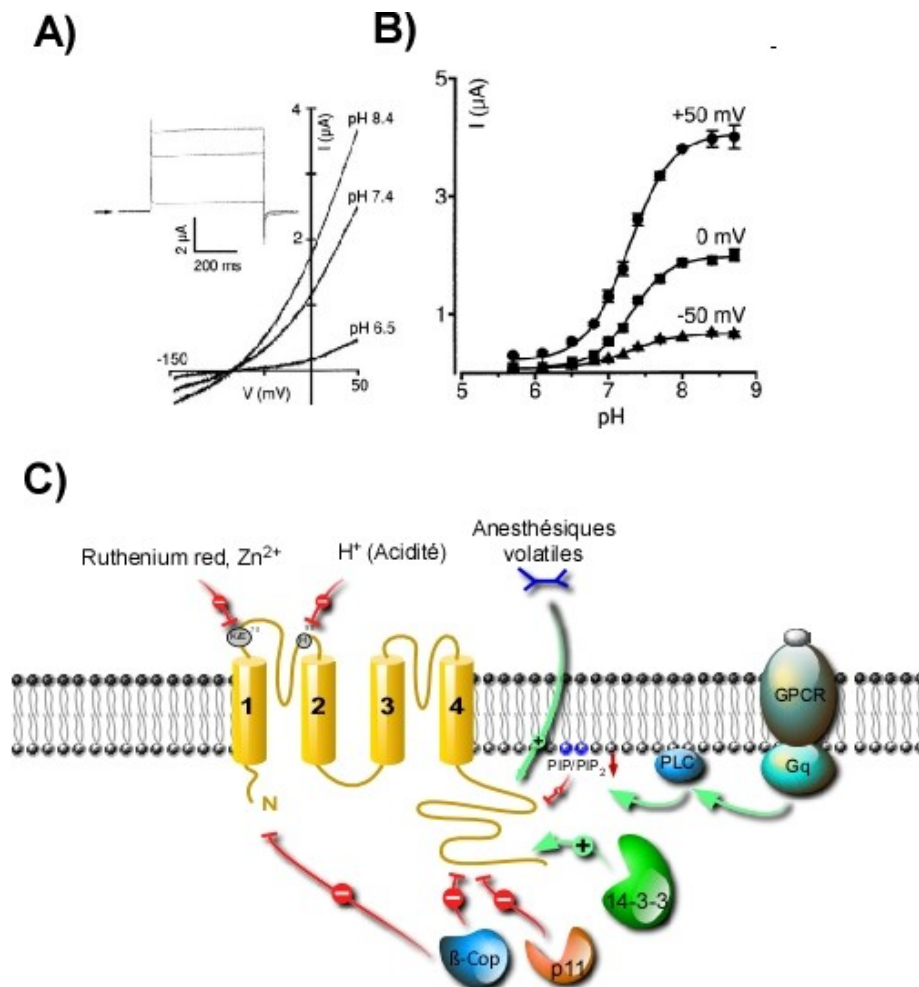 A)
B)
4
I (µA)
pH 8.4
pH 7.4
2
2 µA
200 ms
pH 6.5
-150
V (mV)
50
5
I (µA)
+50 mV
3
0 mV
1
-50 mV
5 6 7 8 9
pH
C)
Ruthenium red, Zn²⁺
H⁺ (Acidité)
Anesthésiques
volatiles
1 2 3 4
GPCR
PIP/PIP₂
PLC
Gq
N
14-3-3
ß-Cop
p11